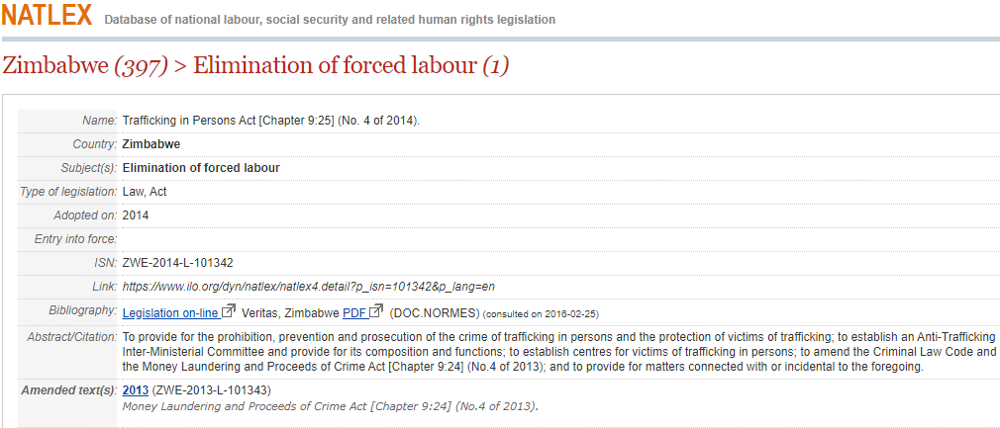 NATLEX Database of national labour, social security and related human rights legislation
Zimbabwe (397) > Elimination of forced labour (1)
Name: Trafficking in Persons Act [Chapter 9:25] (No. 4 of 2014).
Country: Zimbabwe
Subject(s): Elimination of forced labour
Type of legislation: Law, Act
Adopted on: 2014
Entry into force:
ISN: ZWE-2014-L-101342
Link: https://www.ilo.org/dyn/natlex/natlex4.detail?p_isn=101342&p_lang=en
Bibliography: Legislation on-line Veritas, Zimbabwe PDF (DOC.NORMES) (consulted on 2016-02-25)
Abstract/Citation: To provide for the prohibition, prevention and prosecution of the crime of trafficking in persons and the protection of victims of trafficking; to establish an Anti-Trafficking
Inter-Ministerial Committee and provide for its composition and functions; to establish centres for victims of trafficking in persons; to amend the Criminal Law Code and
the Money Laundering and Proceeds of Crime Act [Chapter 9:24] (No.4 of 2013); and to provide for matters connected with or incidental to the foregoing.
Amended text(s): 2013 (ZWE-2013-L-101343)
Money Laundering and Proceeds of Crime Act [Chapter 9:24] (No.4 of 2013).